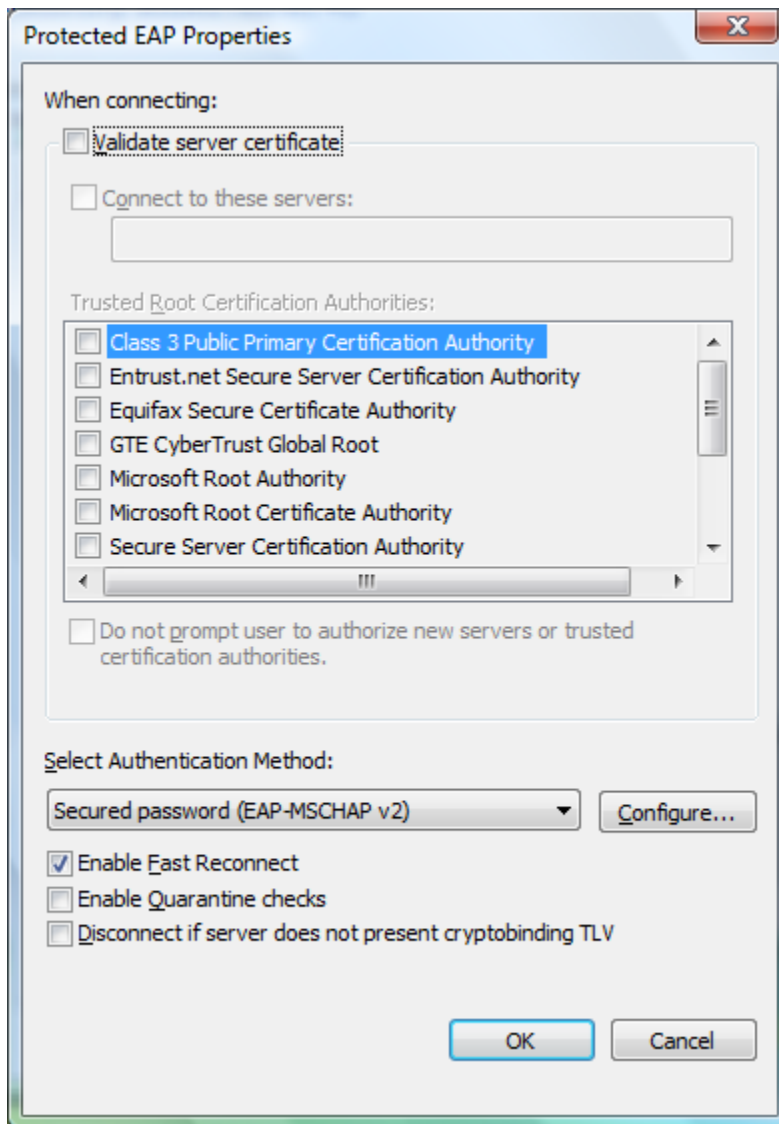 Protected EAP Properties
When connecting:
Validate server certificate
Connect to these servers:
Trusted Root Certification Authorities:
Class 3 Public Primary Certification Authority
Entrust.net Secure Server Certification Authority
Equifax Secure Certificate Authority
GTE CyberTrust Global Root
Microsoft Root Authority
Microsoft Root Certificate Authority
Secure Server Certification Authority
Do not prompt user to authorize new servers or trusted
certification authorities.
Select Authentication Method:
Secured password (EAP-MSCHAP v2)
Configure...
Enable Fast Reconnect
Enable Quarantine checks
Disconnect if server does not present cryptobinding TLV
OK
Cancel